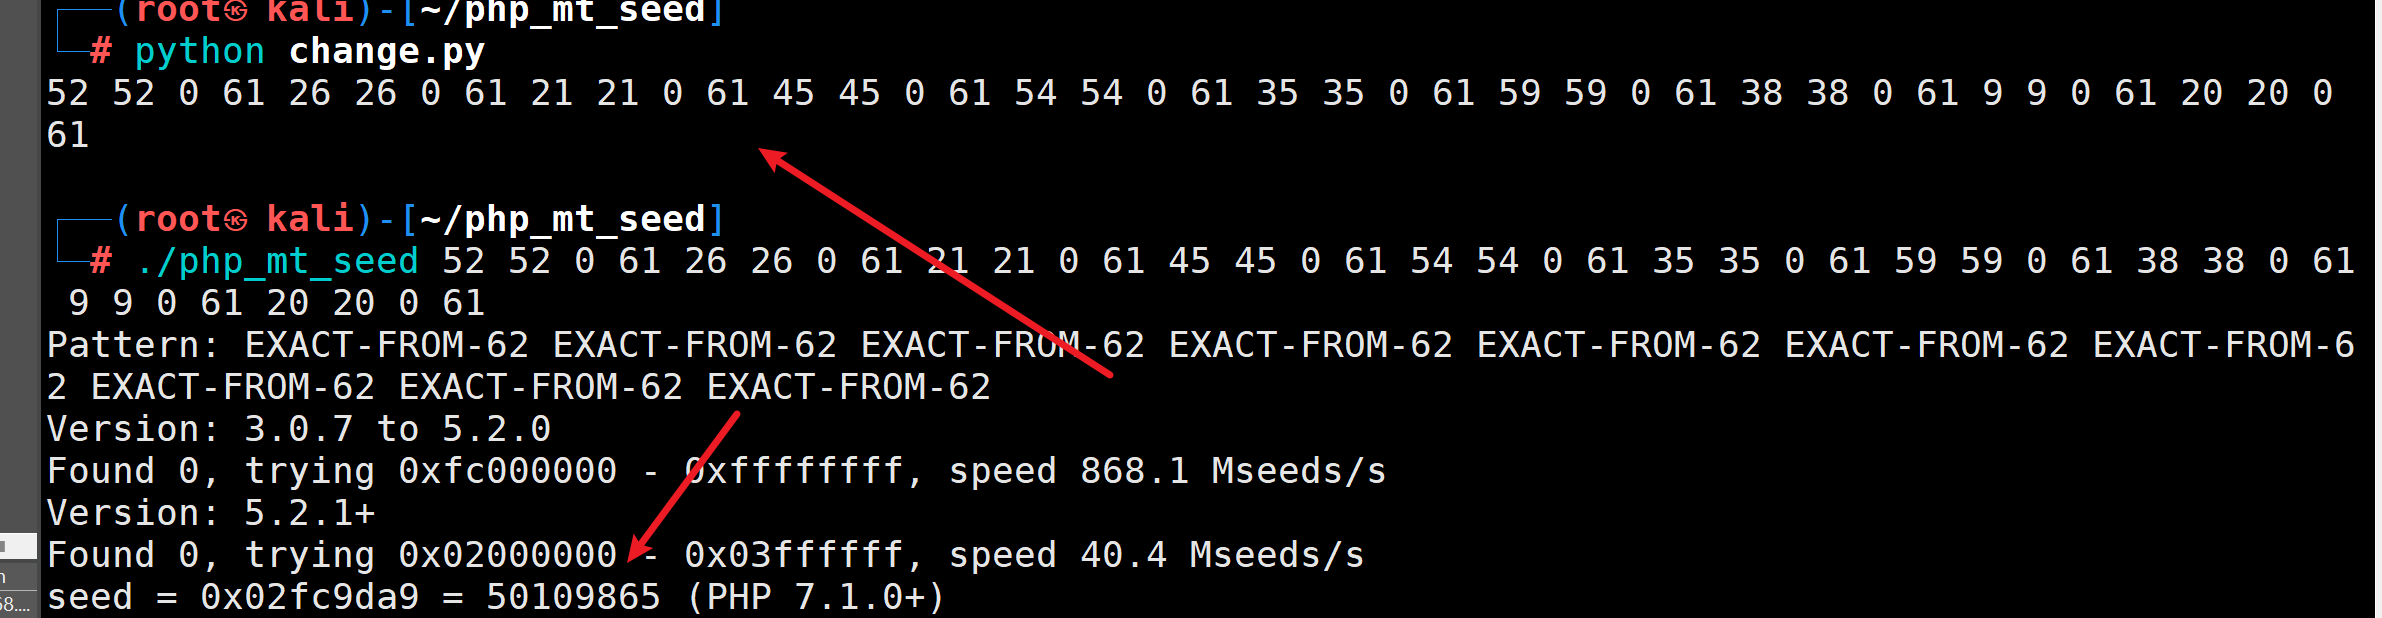 (root㉿kali)-[~/php_mt_seed]
# python change.py
52 52 0 61 26 26 0 61 21 21 0 61 45 45 0 61 54 54 0 61 35 35 0 61 59 59 0 61 38 38 0 61 9 9 0 61 20 20 0
61
(root㉿kali)-[~/php_mt_seed]
# ./php_mt_seed 52 52 0 61 26 26 0 61 21 21 0 61 45 45 0 61 54 54 0 61 35 35 0 61 59 59 0 61 38 38 0 61
9 9 0 61 20 20 0 61
Pattern: EXACT-FROM-62 EXACT-FROM-62 EXACT-FROM-62 EXACT-FROM-62 EXACT-FROM-62 EXACT-FROM-62 EXACT-FROM-6
2 EXACT-FROM-62 EXACT-FROM-62 EXACT-FROM-62
Version: 3.0.7 to 5.2.0
Found 0, trying 0xfc000000 - 0xffffffff, speed 868.1 Mseeds/s
Version: 5.2.1+
Found 0, trying 0x02000000 - 0x03ffffff, speed 40.4 Mseeds/s
seed = 0x02fc9da9 = 50109865 (PHP 7.1.0+)